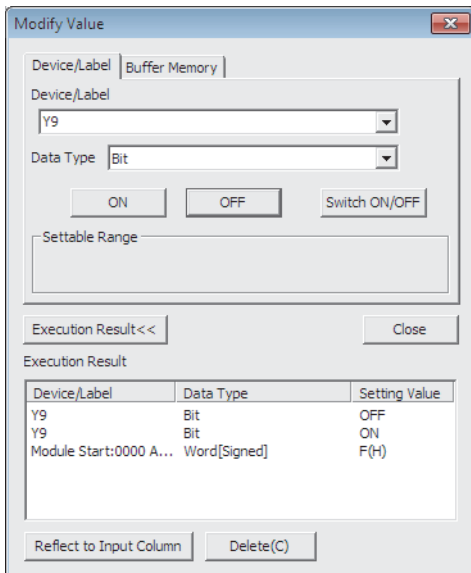 Modify Value
Device/Label Buffer Memory
Device/Label
Y9
Data Type Bit
ON OFF Switch ON/OFF
Settable Range
Execution Result<< Close
Execution Result
Device/Label Data Type Setting Value
Y9 Bit OFF
Y9 Bit ON
Module Start:0000 A... Word[Signed] F(H)
Reflect to Input Column Delete(C)